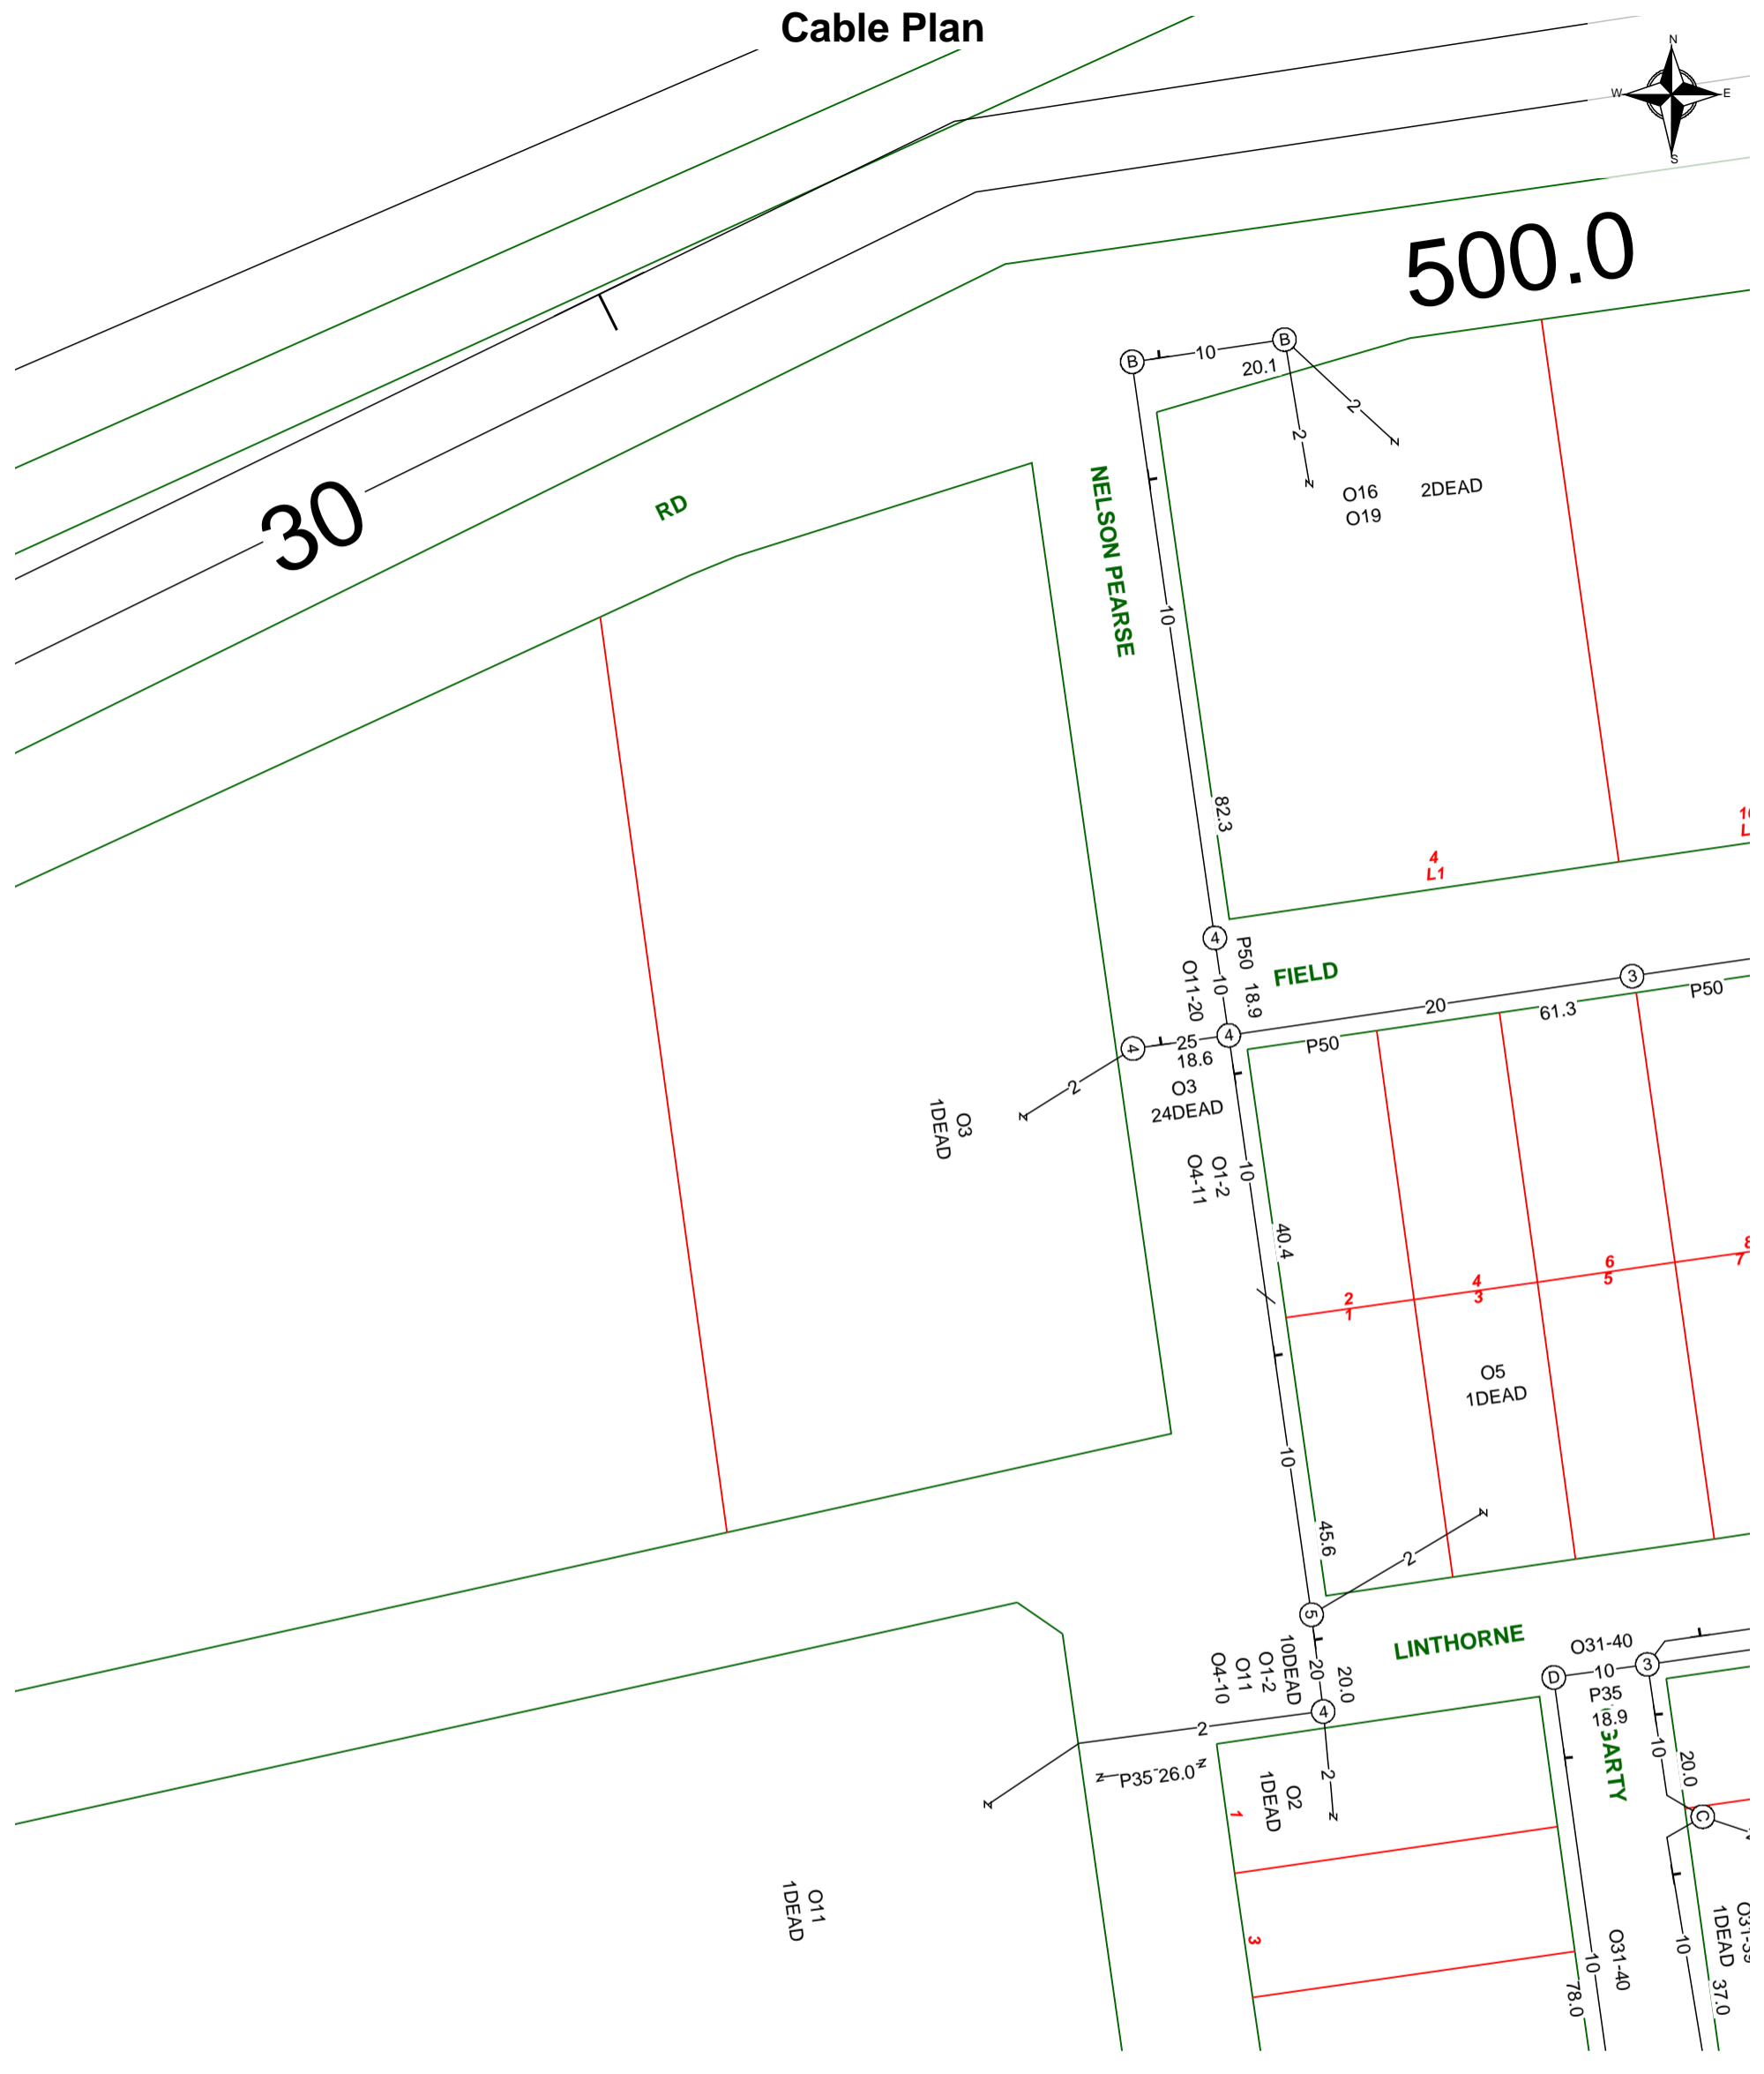 Cable Plan
N
W
E
S
500.0
B
10
B
20.1
2
2
O16
2DEAD
O19
30
RD
NELSON PEARSE
10
82.3
4
L1
4
P50
18.9
10
O11-20
FIELD
3
20
61.3
P50
P50
4
25
4
18.6
2
O3
24DEAD
O3
1DEAD
10
O1-2
O4-11
40.4
2
1
4
3
6
5
8
7
O5
1DEAD
10
45.6
2
5
LINTHORNE
20.0
20
10DEAD
O1-2
O11
O4-10
4
2
P35
26.0
2
O2
1DEAD
1
3
O11
1DEAD
O31-40
D
10
3
P35
18.9
GARTY
10
20.0
C
O31-40
10
78.0
10
1DEAD
37.0